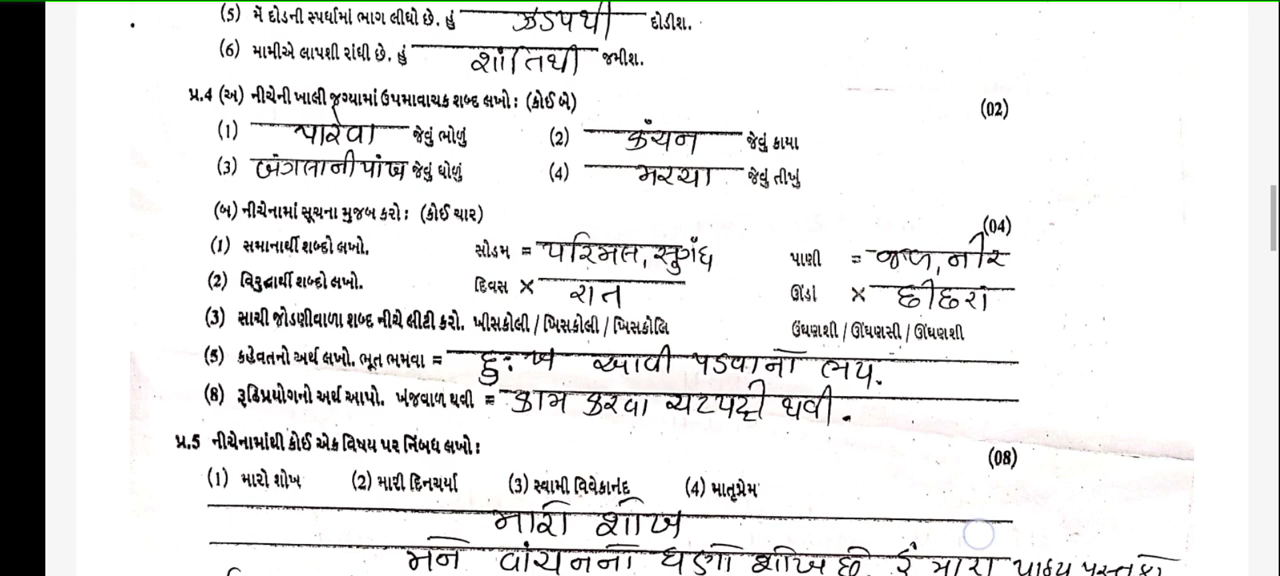 (5) મેં દોડની સ્પર્ધામાં ભાગ લીધો છે. હું ઝડપથી દોડીશ.
(6) મામીએ લાપશી રાંધી છે. હું શાંતિથી જમીશ.
પ્ર.4 (અ) નીચેની ખાલી જગ્યામાં ઉપમાવાચક શબ્દ લખો: (કોઈ બે) (02)
(1) પારેવા જેવું ભોળું (2) કંચન જેવું કાયા
(3) બંગલાની પાંખ જેવું ધોળું (4) મરચા જેવું તીખું
(બ) નીચેનામાં સૂચના મુજબ કરો: (કોઈ ચાર) (04)
(1) સમાનાર્થી શબ્દો લખો. સોડમ = પરિમલ, સુગંધ પાણી = જળ, નીર
(2) વિરુદ્ધાર્થી શબ્દો લખો. દિવસ × રાત ઊંડાં × છીછરાં
(3) સાચી જોડણીવાળા શબ્દ નીચે લીટી કરો. ખીસકોલી / ખિસકોલી / ખિસકોલિ ઉંઘણશી / ઊંઘણસી / ઊંઘણશી
(5) કહેવતનો અર્થ લખો. ભૂત ભમવા = દુઃખ આવી પડવાનો ભય.
(8) રૂઢિપ્રયોગનો અર્થ આપો. ખંજવાળ થવી = કામ કરવા ચટપટી થવી.
પ્ર.5 નીચેનામાંથી કોઈ એક વિષય પર નિબંધ લખો: (08)
(1) મારો શોખ (2) મારી દિનચર્યા (3) સ્વામી વિવેકાનંદ (4) માતૃપ્રેમ
મારો શોખ
મને વાંચનનો ઘણો શોખ છે. હું મારા પાઠ્ય પુસ્તકો